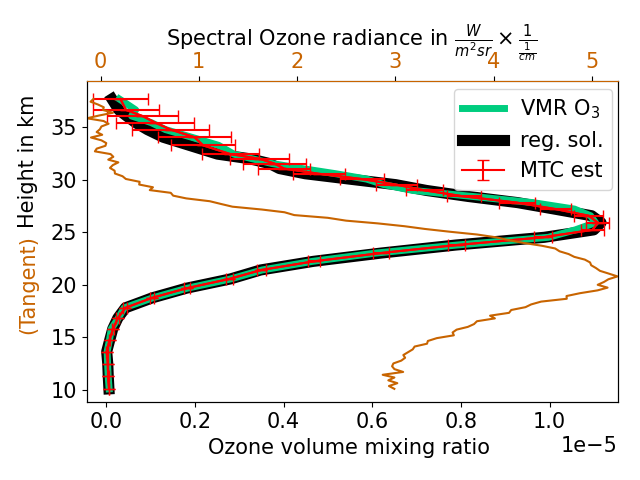 Spectral Ozone radiance in $\frac{W}{m^2 sr} \times \frac{1}{\frac{1}{cm}}$
0 1 2 3 4 5
VMR O₃
reg. sol.
MTC est
(Tangent) Height in km
35
30
25
20
15
10
0.0 0.2 0.4 0.6 0.8 1.0
1e−5
Ozone volume mixing ratio